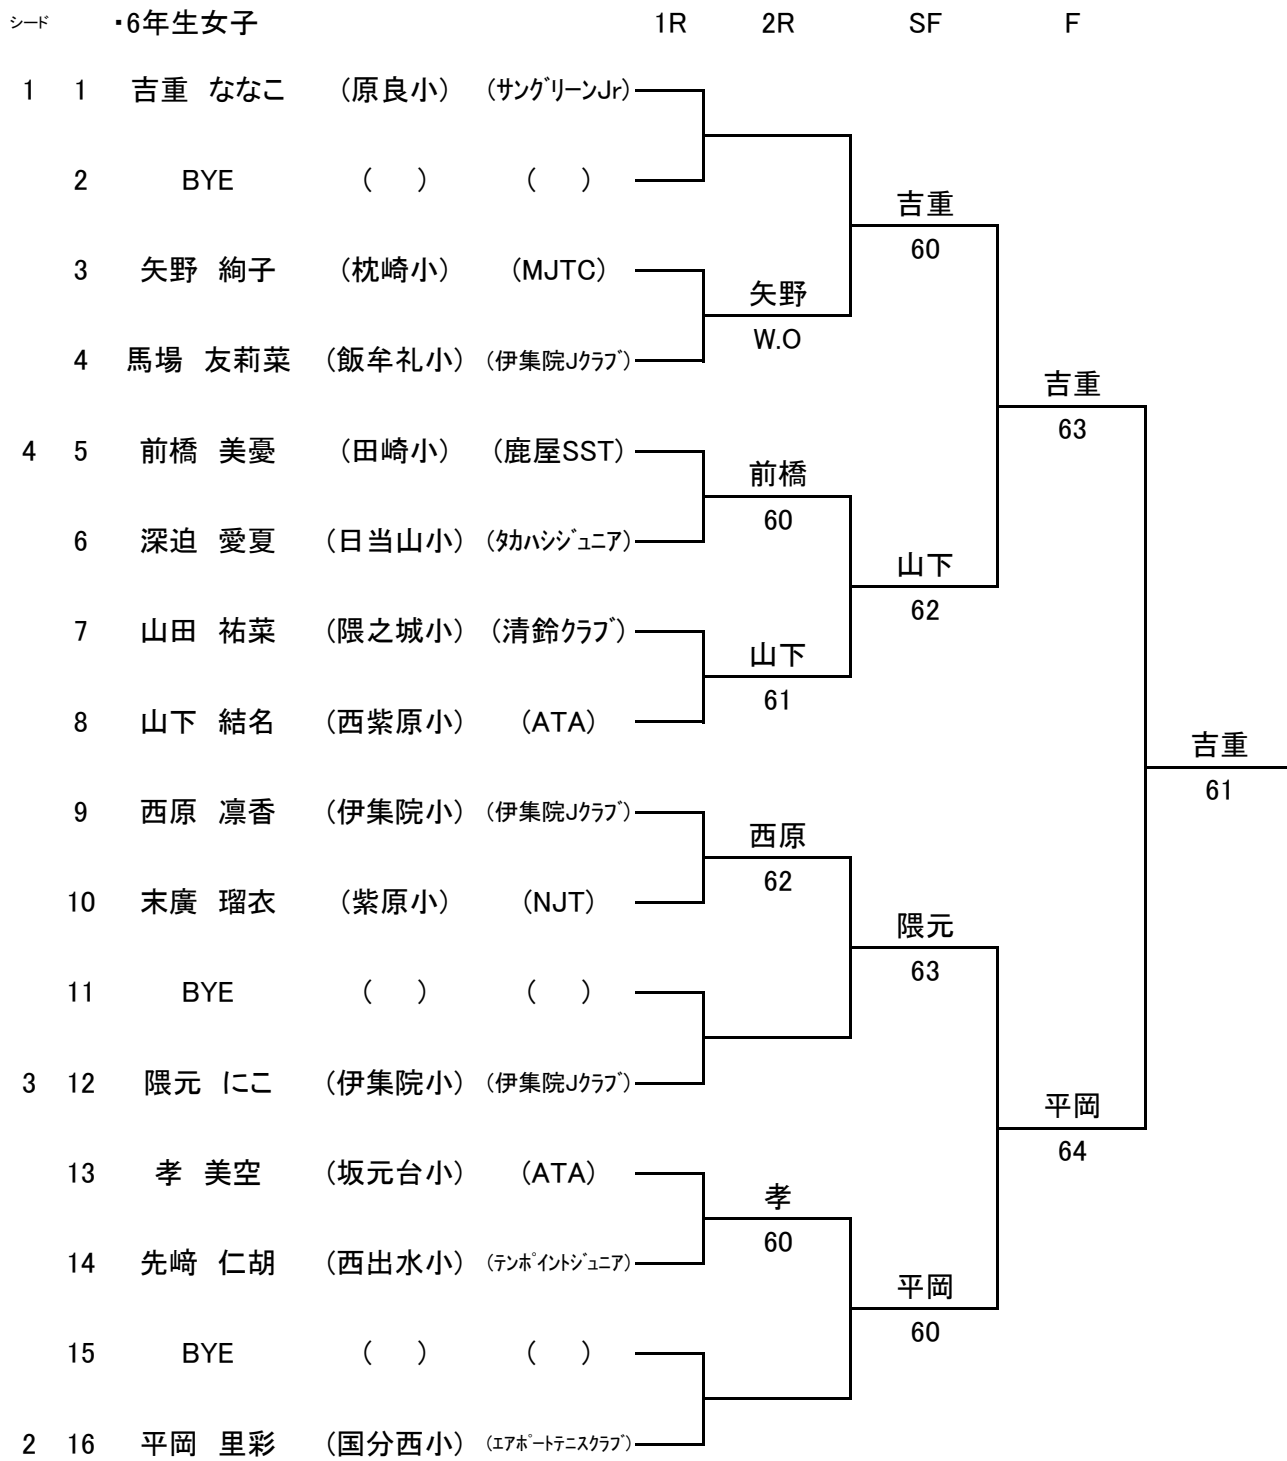 シード ・6年生女子 1R 2R SF F
1 1 吉重 ななこ (原良小) (サングリーンJr)
2 BYE ( ) ( )
吉重
60
3 矢野 絢子 (枕崎小) (MJTC)
矢野
W.O
4 馬場 友莉菜 (飯牟礼小) (伊集院Jクラブ)
吉重
63
4 5 前橋 美憂 (田崎小) (鹿屋SST)
前橋
60
6 深迫 愛夏 (日当山小) (タカハシジュニア)
山下
62
7 山田 祐菜 (隈之城小) (清鈴クラブ)
山下
61
8 山下 結名 (西紫原小) (ATA)
吉重
61
9 西原 凛香 (伊集院小) (伊集院Jクラブ)
西原
62
10 末廣 瑠衣 (紫原小) (NJT)
隈元
63
11 BYE ( ) ( )
3 12 隈元 にこ (伊集院小) (伊集院Jクラブ)
平岡
64
13 孝 美空 (坂元台小) (ATA)
孝
60
14 先﨑 仁胡 (西出水小) (テンポイントジュニア)
平岡
60
15 BYE ( ) ( )
2 16 平岡 里彩 (国分西小) (エアポートテニスクラブ)